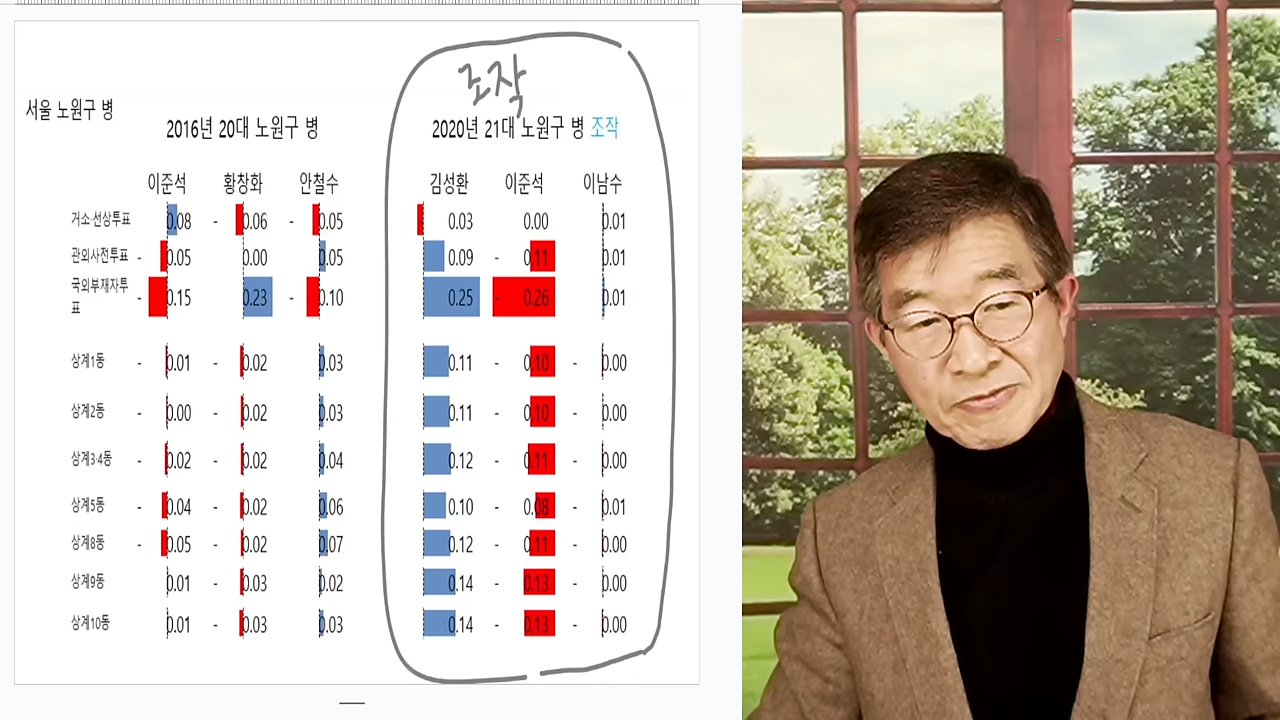 조작
서울 노원구 병
2016년 20대 노원구 병
2020년 21대 노원구 병 조작
이준석 황창화 안철수 김성환 이준석 이남수
거소·선상투표 0.08 - 0.06 - 0.05 0.03 0.00 0.01
관외사전투표 - 0.05 0.00 0.05 0.09 - 0.11 0.01
국외부재자투
표 - 0.15 0.23 - 0.10 0.25 - 0.26 0.01
상계1동 - 0.01 - 0.02 0.03 0.11 - 0.10 - 0.00
상계2동 - 0.00 - 0.02 0.03 0.11 - 0.10 - 0.00
상계3·4동 - 0.02 - 0.02 0.04 0.12 - 0.11 - 0.00
상계5동 - 0.04 - 0.02 0.06 0.10 - 0.08 - 0.01
상계8동 - 0.05 - 0.02 0.07 0.12 - 0.11 - 0.00
상계9동 0.01 - 0.03 0.02 0.14 - 0.13 - 0.00
상계10동 0.01 - 0.03 0.03 0.14 - 0.13 - 0.00